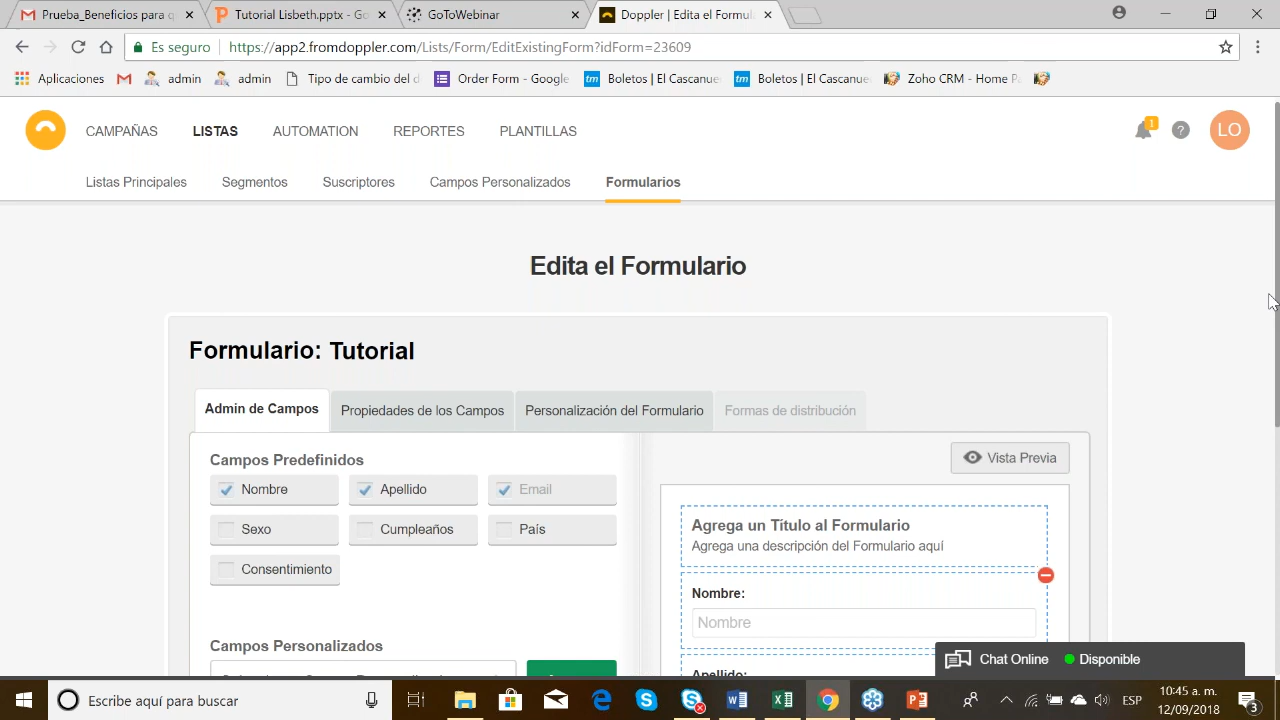 Prueba_Beneficios para q
Tutorial Lisbeth.pptx - G
GoToWebinar
Doppler | Edita el Formul
Es seguro
https://app2.fromdoppler.com/Lists/Form/EditExistingForm?idForm=23609
Aplicaciones
admin
admin
Tipo de cambio del d
Order Form - Google
tm Boletos | El Cascanue
tm Boletos | El Cascanue
Zoho CRM - Home P
CAMPAÑAS
LISTAS
AUTOMATION
REPORTES
PLANTILLAS
1
?
LO
Listas Principales
Segmentos
Suscriptores
Campos Personalizados
Formularios
Edita el Formulario
Formulario: Tutorial
Admin de Campos
Propiedades de los Campos
Personalización del Formulario
Formas de distribución
Campos Predefinidos
Nombre
Apellido
Email
Sexo
Cumpleaños
País
Consentimiento
Campos Personalizados
Vista Previa
Agrega un Título al Formulario
Agrega una descripción del Formulario aquí
Nombre:
Nombre
Apellido:
Chat Online
Disponible
Escribe aquí para buscar
ESP
10:45 a. m.
12/09/2018
3